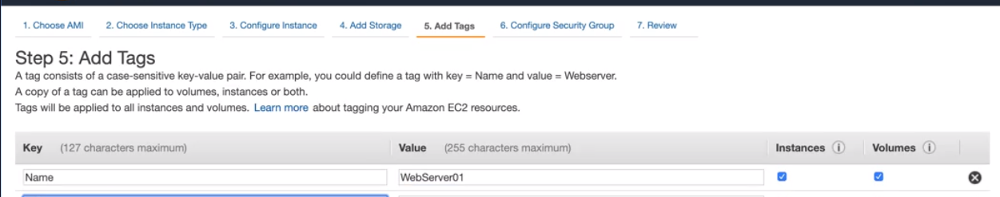 1. Choose AMI 2. Choose Instance Type 3. Configure Instance 4. Add Storage 5. Add Tags 6. Configure Security Group 7. Review
Step 5: Add Tags
A tag consists of a case-sensitive key-value pair. For example, you could define a tag with key = Name and value = Webserver.
A copy of a tag can be applied to volumes, instances or both.
Tags will be applied to all instances and volumes. Learn more about tagging your Amazon EC2 resources.
Key (127 characters maximum) Value (255 characters maximum) Instances i Volumes i
Name WebServer01